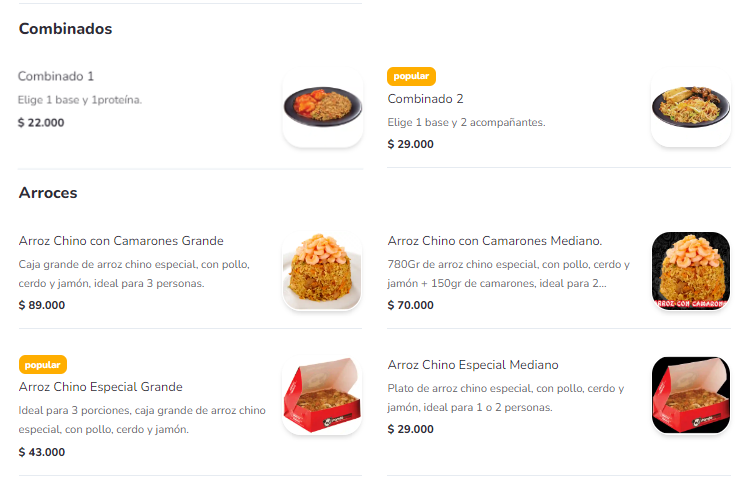 Combinados
Combinado 1
Elige 1 base y 1proteína.
$ 22.000
popular
Combinado 2
Elige 1 base y 2 acompañantes.
$ 29.000
Arroces
Arroz Chino con Camarones Grande
Caja grande de arroz chino especial, con pollo,
cerdo y jamón, ideal para 3 personas.
$ 89.000
Arroz Chino con Camarones Mediano.
780Gr de arroz chino especial, con pollo, cerdo y
jamón + 150gr de camarones, ideal para 2...
$ 70.000
popular
Arroz Chino Especial Grande
Ideal para 3 porciones, caja grande de arroz chino
especial, con pollo, cerdo y jamón.
$ 43.000
Arroz Chino Especial Mediano
Plato de arroz chino especial, con pollo, cerdo y
jamón, ideal para 1 o 2 personas.
$ 29.000